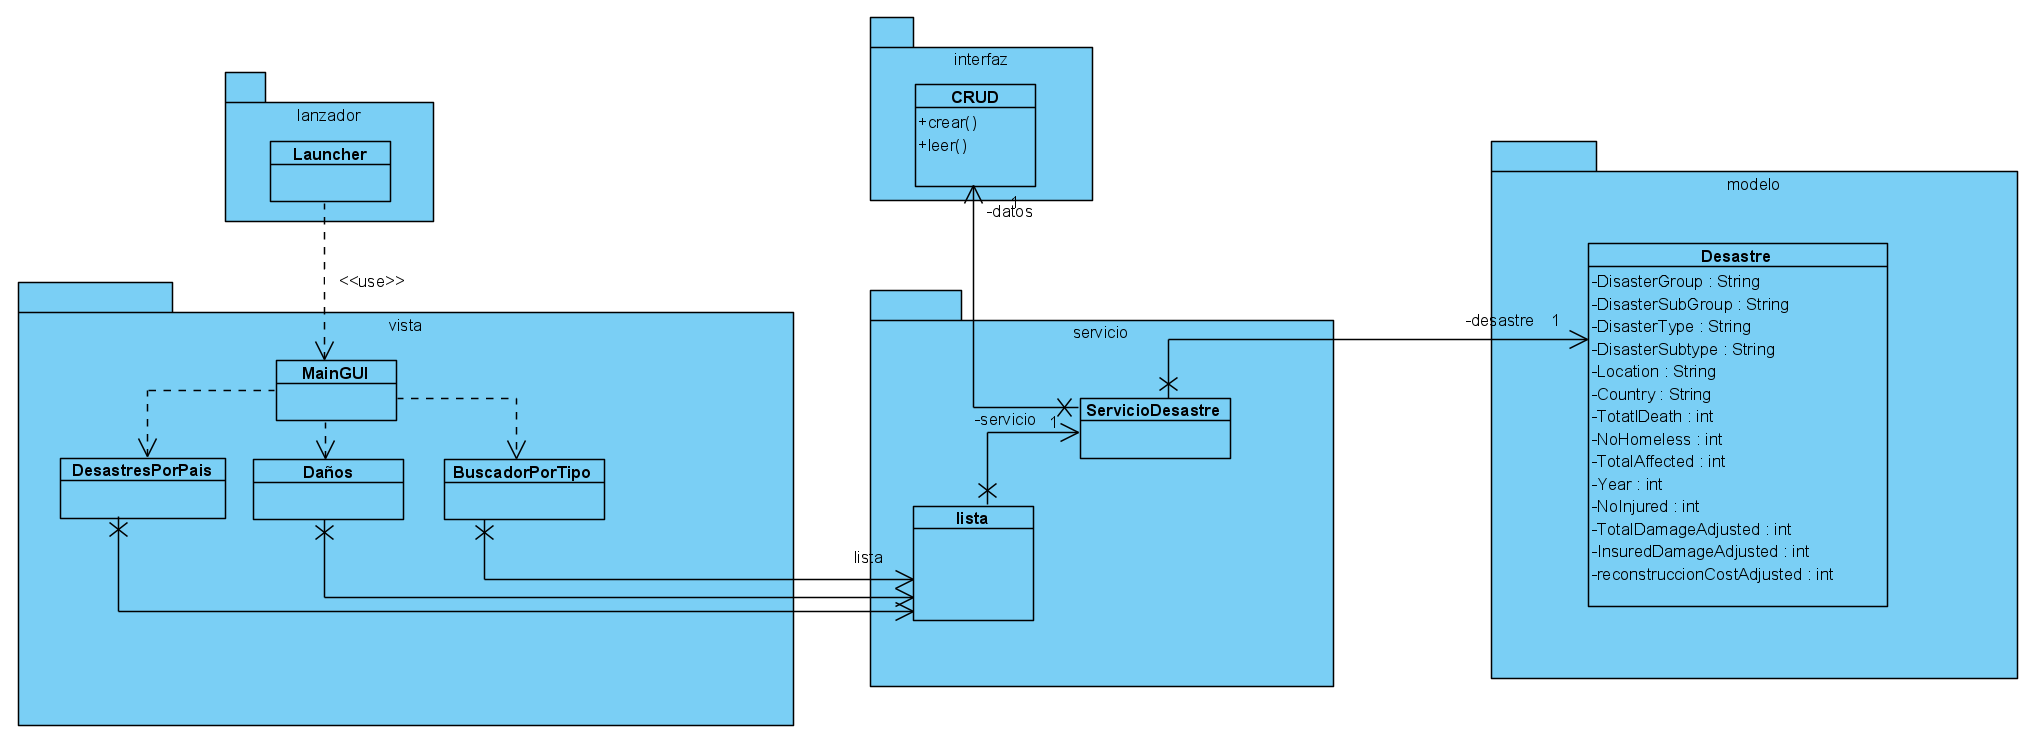 lanzador
Launcher
<<use>>
vista
MainGUI
DesastresPorPais
Daños
BuscadorPorTipo
interfaz
CRUD
+crear()
+leer()
1
-datos
servicio
ServicioDesastre
-servicio
1
lista
lista
-desastre
1
modelo
Desastre
-DisasterGroup : String
-DisasterSubGroup : String
-DisasterType : String
-DisasterSubtype : String
-Location : String
-Country : String
-TotatlDeath : int
-NoHomeless : int
-TotalAffected : int
-Year : int
-NoInjured : int
-TotalDamageAdjusted : int
-InsuredDamageAdjusted : int
-reconstruccionCostAdjusted : int